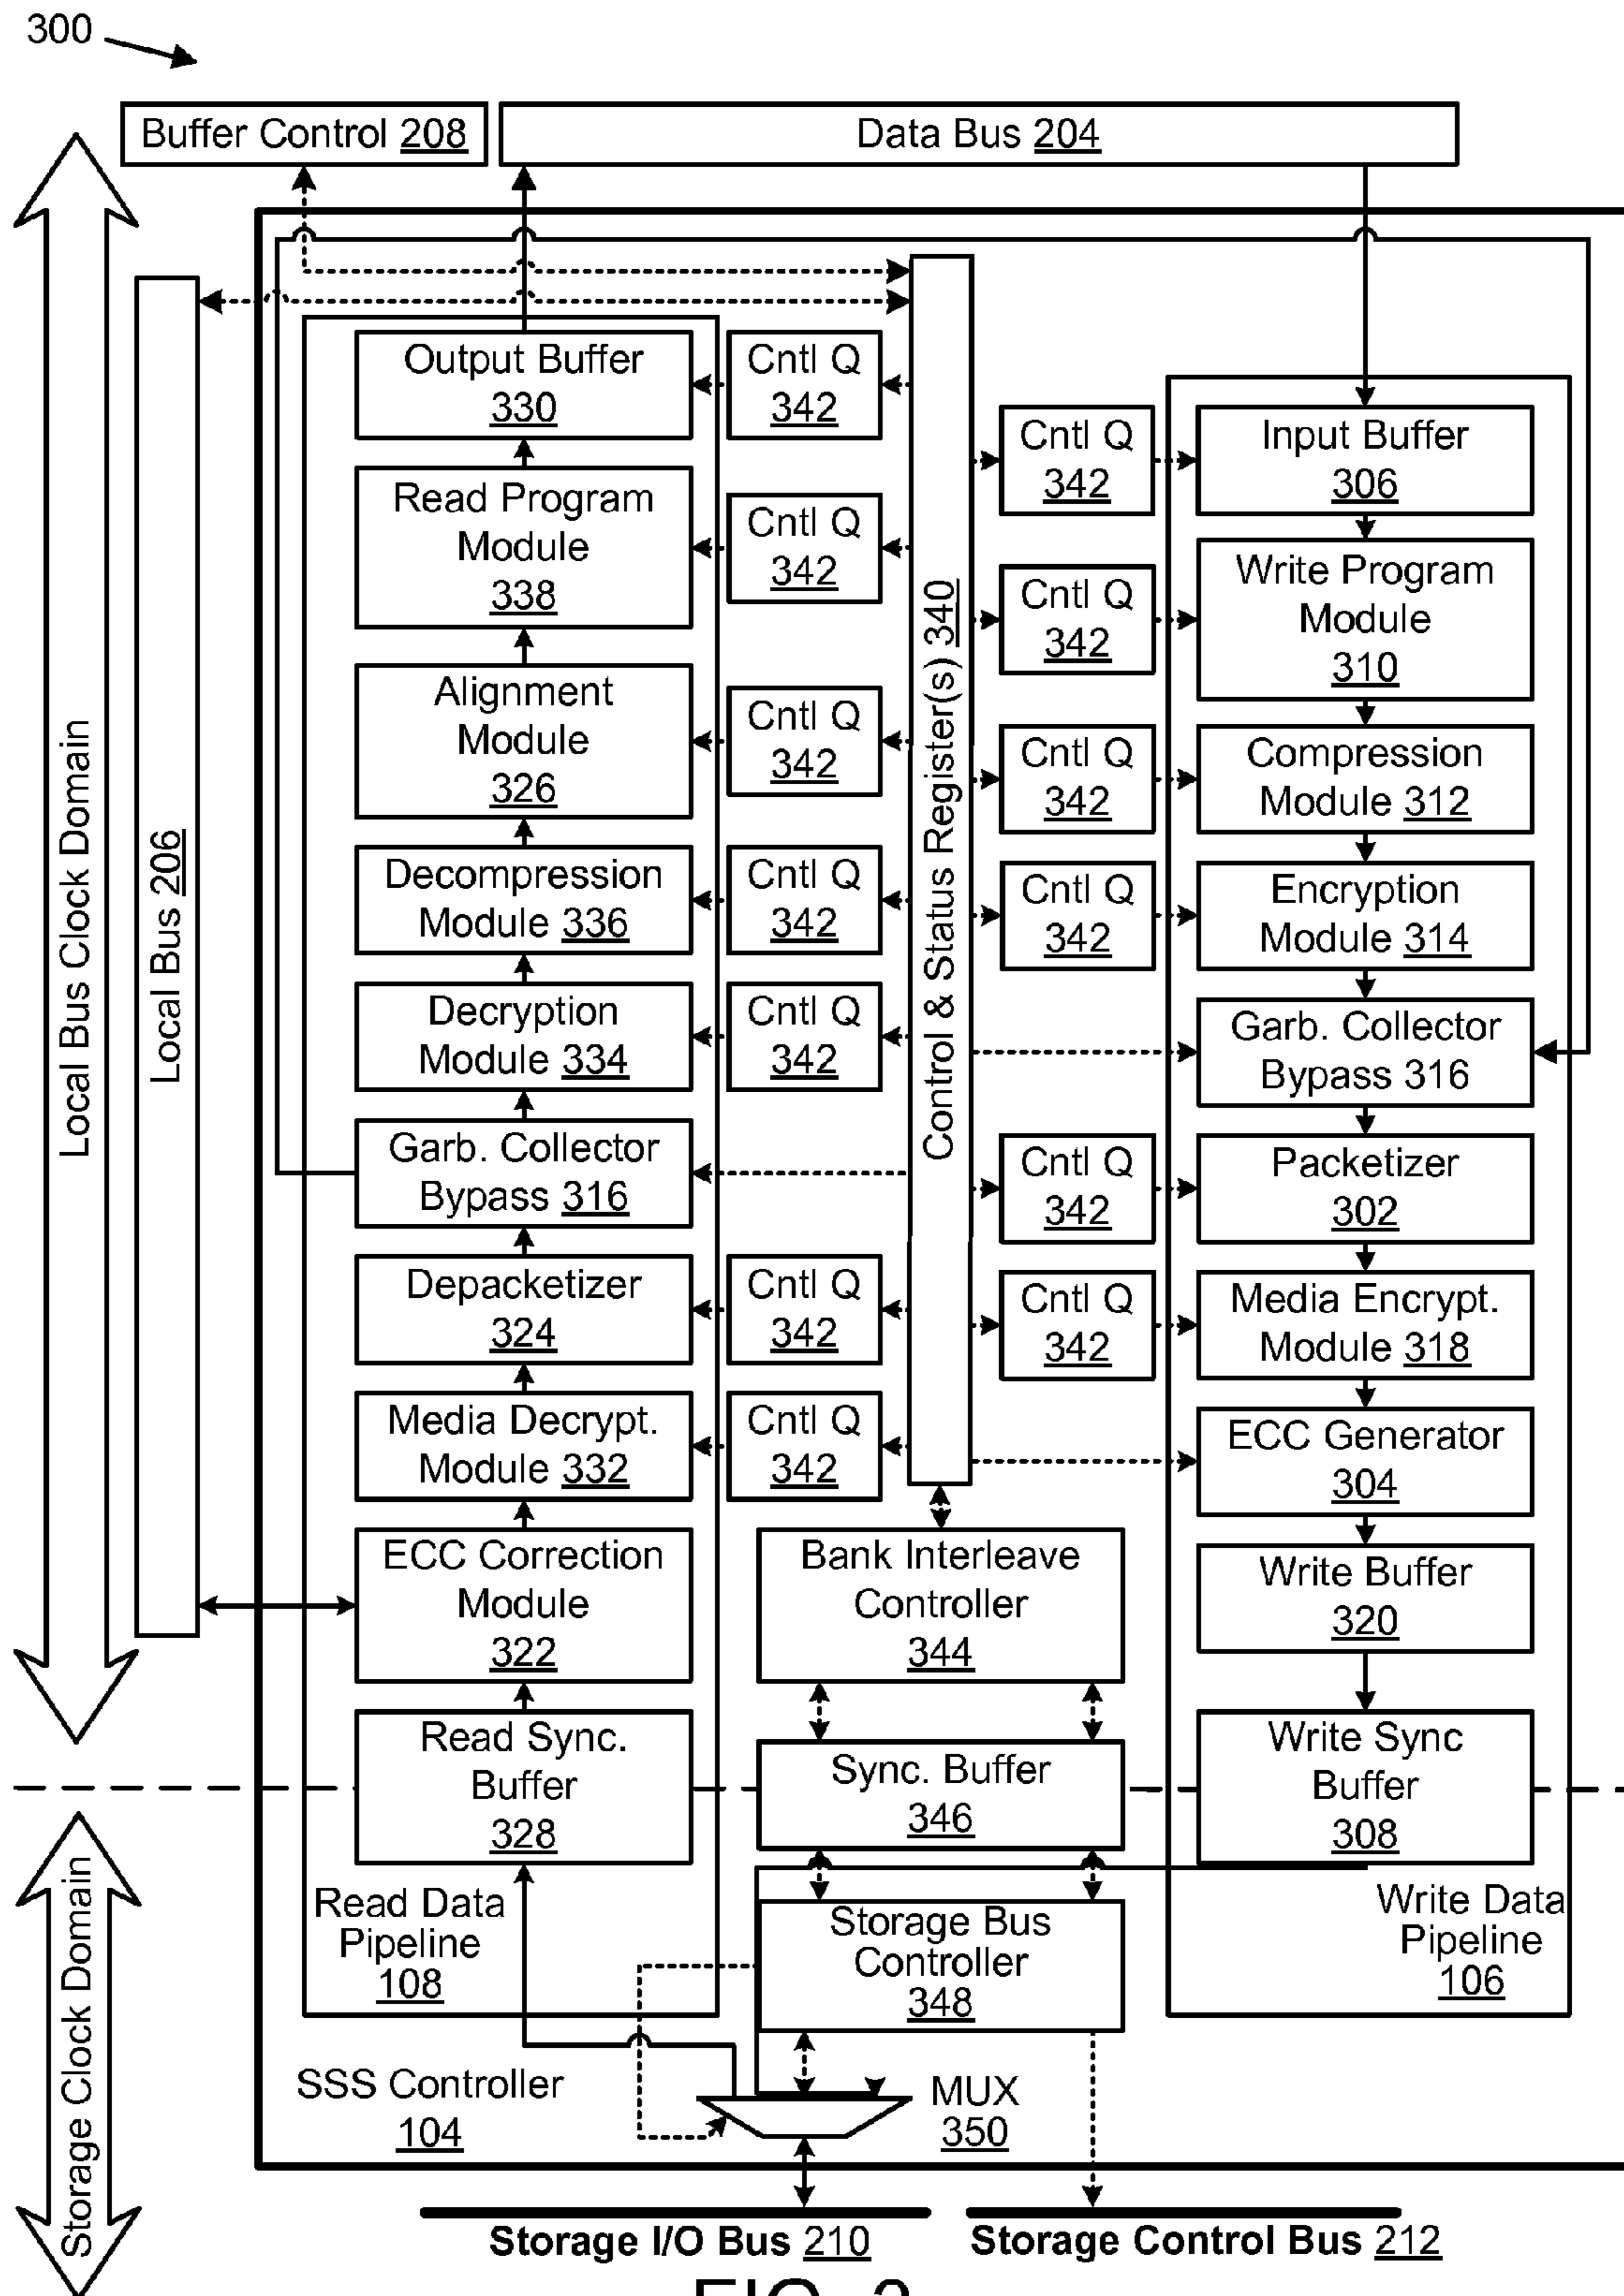 300
Buffer Control 208
Data Bus 204
Local Bus Clock Domain
Local Bus 206
Output Buffer
330
Cntl Q
342
Read Program
Module
338
Cntl Q
342
Alignment
Module
326
Cntl Q
342
Decompression
Module 336
Cntl Q
342
Decryption
Module 334
Cntl Q
342
Garb. Collector
Bypass 316
Depacketizer
324
Cntl Q
342
Media Decrypt.
Module 332
Cntl Q
342
ECC Correction
Module
322
Read Sync.
Buffer
328
Read Data
Pipeline
108
Control & Status Register(s) 340
Bank Interleave
Controller
344
Sync. Buffer
346
Storage Bus
Controller
348
Cntl Q
342
Input Buffer
306
Cntl Q
342
Write Program
Module
310
Cntl Q
342
Compression
Module 312
Cntl Q
342
Encryption
Module 314
Garb. Collector
Bypass 316
Cntl Q
342
Packetizer
302
Cntl Q
342
Media Encrypt.
Module 318
ECC Generator
304
Write Buffer
320
Write Sync
Buffer
308
Write Data
Pipeline
106
Storage Clock Domain
SSS Controller
104
MUX
350
Storage I/O Bus 210
Storage Control Bus 212